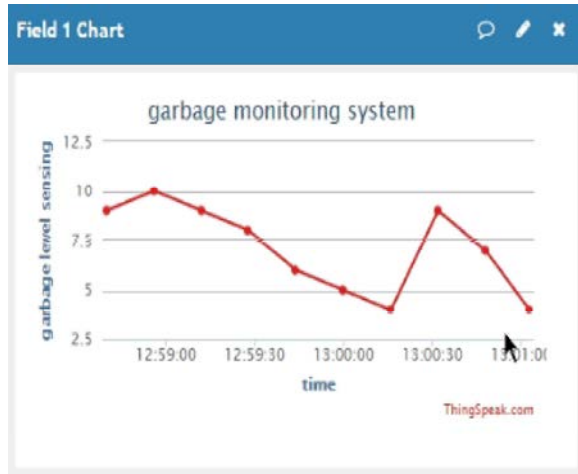 Field 1 Chart
garbage monitoring system
garbage level sensing
12.5
10
7.5
5
2.5
12:59:00 12:59:30 13:00:00 13:00:30
time
ThingSpeak.com